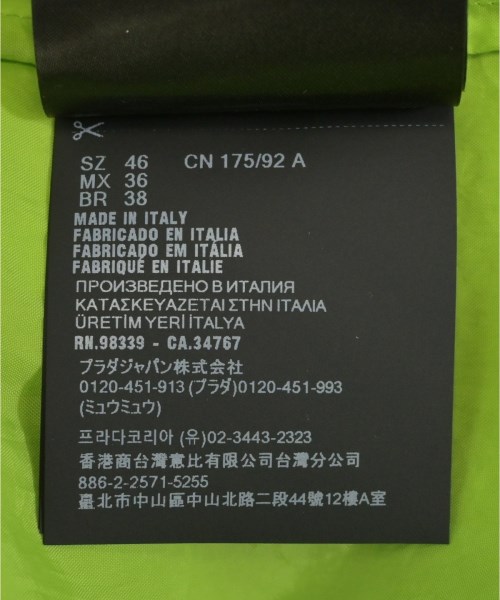 SZ 46 CN 175/92 A
MX 36
BR 38
MADE IN ITALY
FABRICADO EN ITALIA
FABRICADO EM ITÁLIA
FABRIQUÉ EN ITALIE
ПРОИЗВЕДЕНО В ИТАЛИЯ
ΚΑΤΑΣΚΕΥΑΖΕΤΑΙ ΣΤΗΝ ΙΤΑΛΙΑ
ÜRETİM YERİ İTALYA
RN.98339 - CA.34767
プラダジャパン株式会社
0120-451-913 (プラダ)0120-451-993
(ミュウミュウ)
프라다코리아 (유)02-3443-2323
香港商台灣意比有限公司台灣分公司
886-2-2571-5255
臺北市中山區中山北路二段44號12樓A室